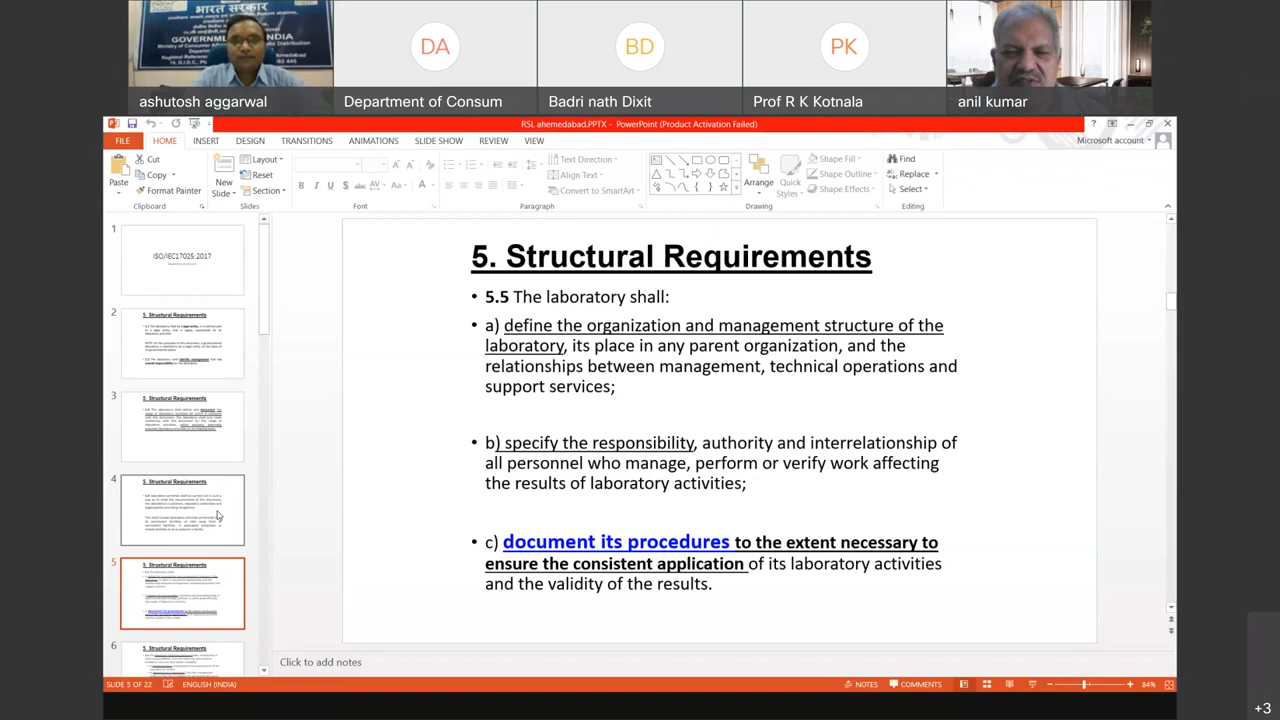 भारत सरकार
ashutosh aggarwal
DA
Department of Consum
BD
Badri nath Dixit
PK
Prof R K Kotnala
anil kumar
RSL ahemedabad.PPTX - PowerPoint (Product Activation Failed)
FILE HOME INSERT DESIGN TRANSITIONS ANIMATIONS SLIDE SHOW REVIEW VIEW Microsoft account
Paste
Cut
Copy
Format Painter
Clipboard
New
Slide
Layout
Reset
Section
Slides
Font
Text Direction
Align Text
Convert to SmartArt
Paragraph
Arrange
Quick
Styles
Shape Fill
Shape Outline
Shape Effects
Drawing
Find
Replace
Select
Editing
1
ISO/IEC17025:2017
2
5. Structural Requirements
3
5. Structural Requirements
4
5. Structural Requirements
5
5. Structural Requirements
6
5. Structural Requirements
5. Structural Requirements
• 5.5 The laboratory shall:
• a) define the organization and management structure of the
laboratory, its place in any parent organization, and the
relationships between management, technical operations and
support services;
• b) specify the responsibility, authority and interrelationship of
all personnel who manage, perform or verify work affecting
the results of laboratory activities;
• c) document its procedures to the extent necessary to
ensure the consistent application of its laboratory activities
and the validity of the results.
Click to add notes
SLIDE 5 OF 22 ENGLISH (INDIA) NOTES COMMENTS 84%
+3